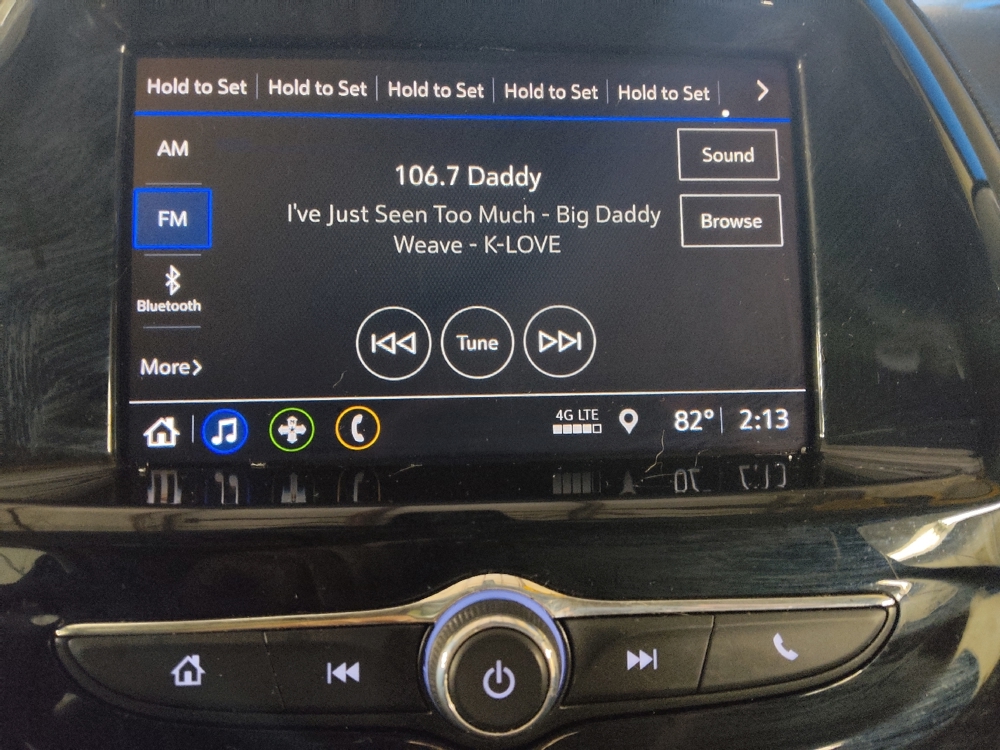 Hold to Set Hold to Set Hold to Set Hold to Set Hold to Set
AM
FM
Bluetooth
More
106.7 Daddy
I've Just Seen Too Much - Big Daddy
Weave - K-LOVE
Sound
Browse
Tune
4G LTE
82° 2:13